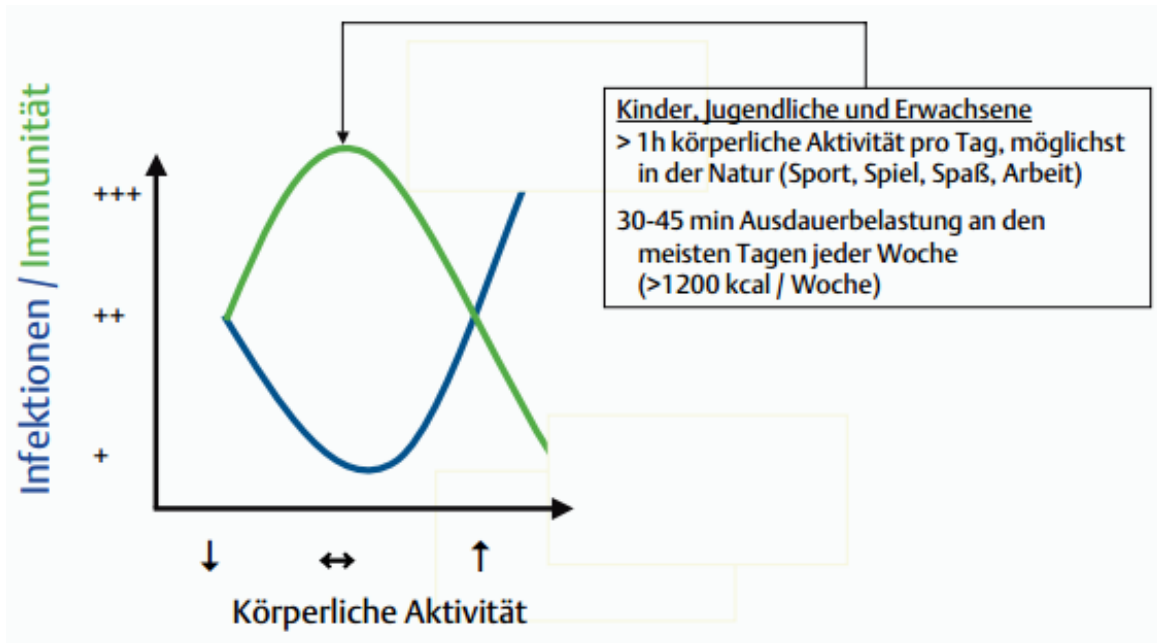 Infektionen / Immunität
+++
++
+
↓ ↔ ↑
Körperliche Aktivität
Kinder, Jugendliche und Erwachsene
> 1h körperliche Aktivität pro Tag, möglichst
in der Natur (Sport, Spiel, Spaß, Arbeit)
30-45 min Ausdauerbelastung an den
meisten Tagen jeder Woche
(>1200 kcal / Woche)